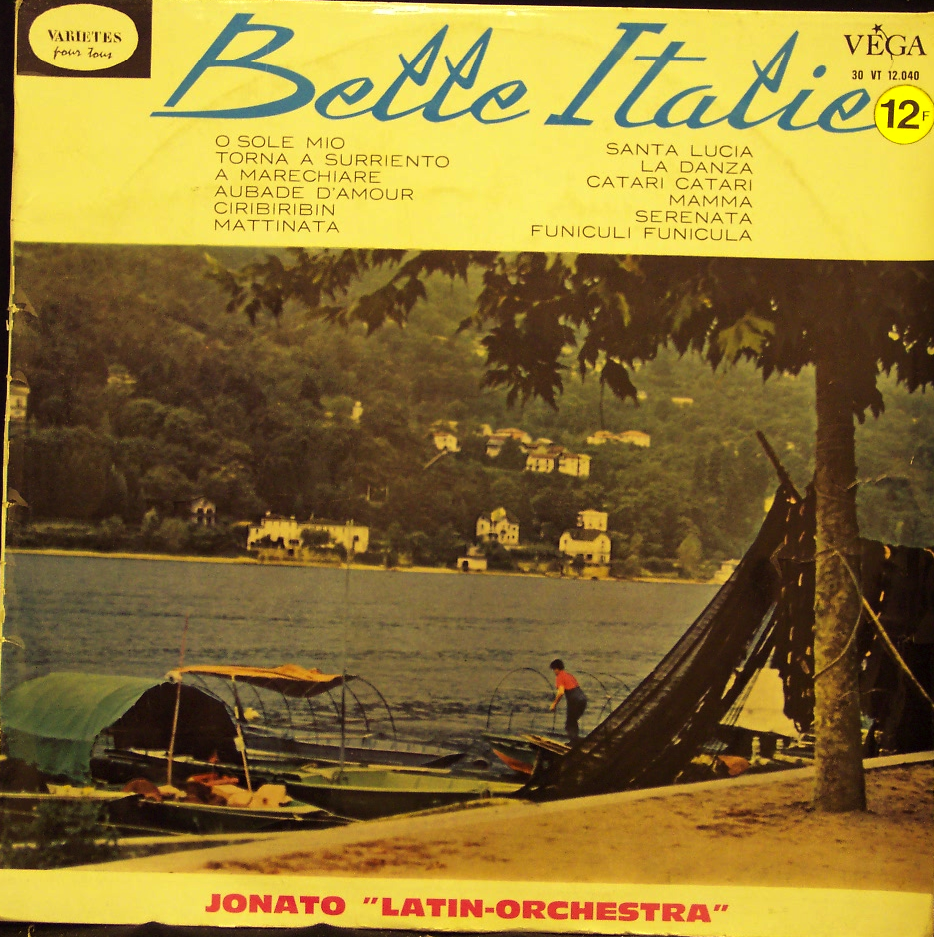 VARIETES
pour tous
Belle Italie
VÉGA
30 VT 12.040
12F
O SOLE MIO
TORNA A SURRIENTO
A MARECHIARE
AUBADE D'AMOUR
CIRIBIRIBIN
MATTINATA
SANTA LUCIA
LA DANZA
CATARI CATARI
MAMMA
SERENATA
FUNICULI FUNICULA
JONATO "LATIN-ORCHESTRA"